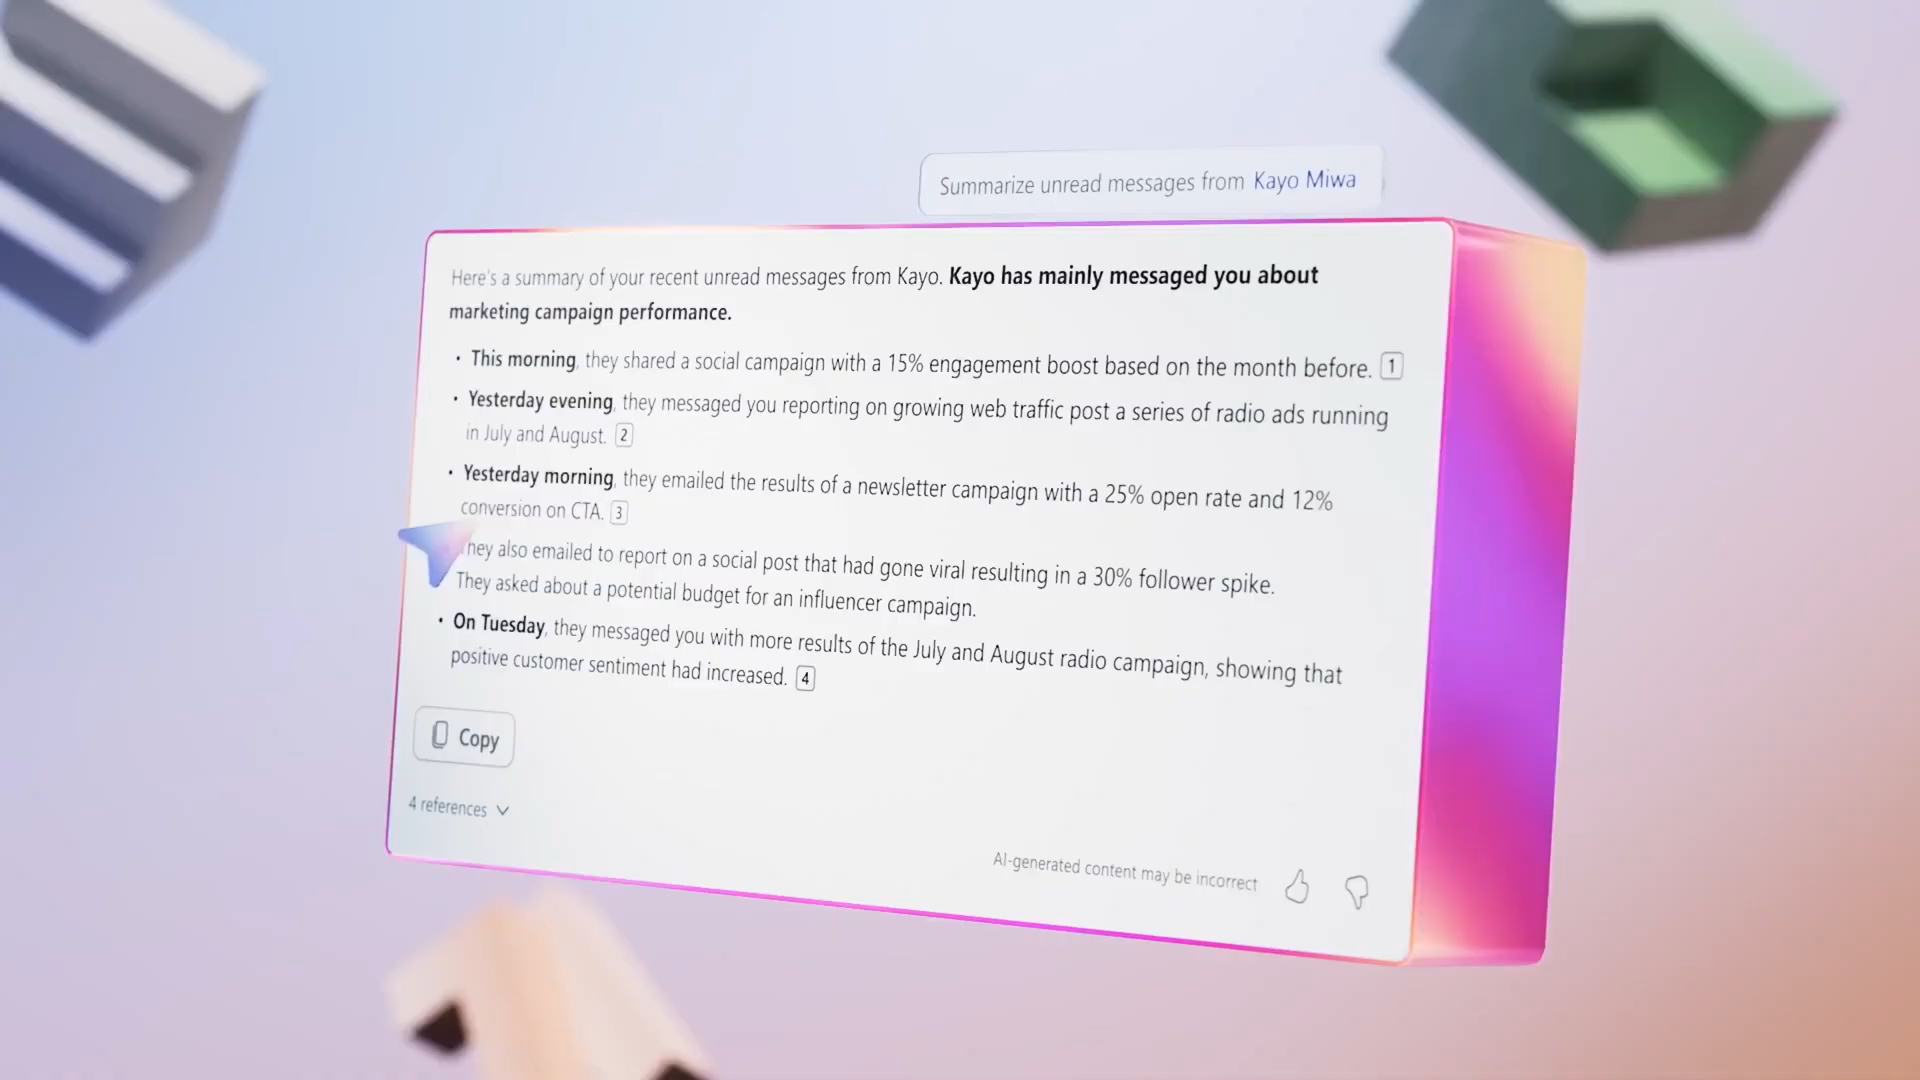 Summarize unread messages from Kayo Miwa
Here's a summary of your recent unread messages from Kayo. Kayo has mainly messaged you about
marketing campaign performance.
• This morning, they shared a social campaign with a 15% engagement boost based on the month before. 1
• Yesterday evening, they messaged you reporting on growing web traffic post a series of radio ads running
in July and August. 2
• Yesterday morning, they emailed the results of a newsletter campaign with a 25% open rate and 12%
conversion on CTA. 3
They also emailed to report on a social post that had gone viral resulting in a 30% follower spike.
They asked about a potential budget for an influencer campaign.
• On Tuesday, they messaged you with more results of the July and August radio campaign, showing that
positive customer sentiment had increased. 4
Copy
4 references
AI-generated content may be incorrect